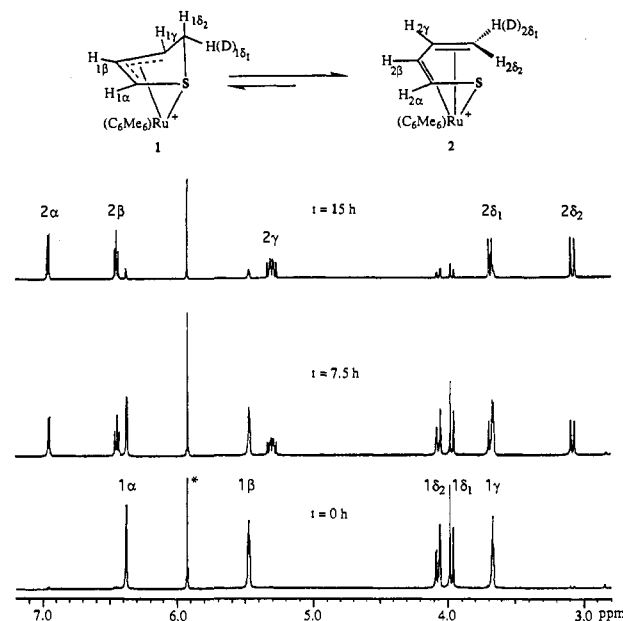 H1δ2
H1γ
H(D)1δ1
H1β
S
H1α
(C6Me6)Ru+
1
H2γ
H(D)2δ1
H2β
H2δ2
S
H2α
(C6Me6)Ru+
2
2α 2β t = 15 h 2γ 2δ1 2δ2
t = 7.5 h
1α * 1β 1δ2 1δ1 1γ
t = 0 h
7.0 6.0 5.0 4.0 3.0 ppm